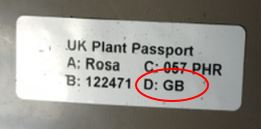 UK Plant Passport
A: Rosa C: 057 PHR
B: 122471 D: GB